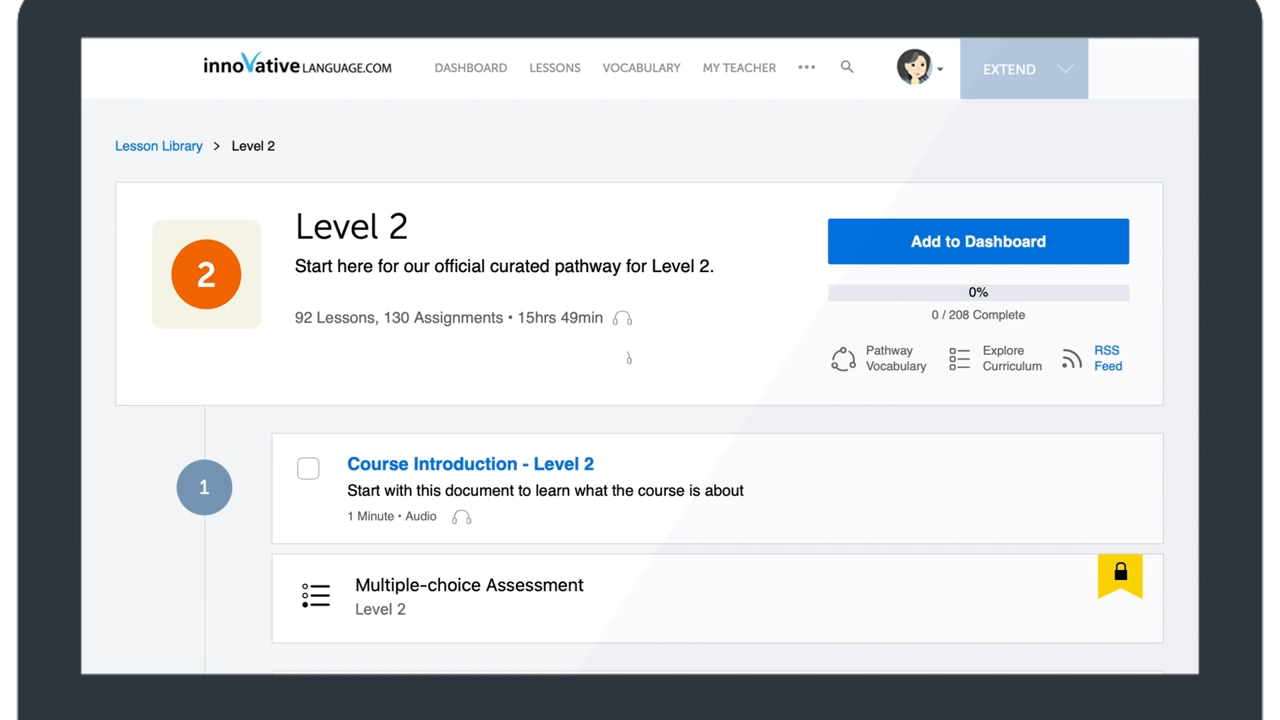 innoVative LANGUAGE.COM
DASHBOARD LESSONS VOCABULARY MY TEACHER ••• EXTEND
Lesson Library > Level 2
2
Level 2
Start here for our official curated pathway for Level 2.
92 Lessons, 130 Assignments • 15hrs 49min
Add to Dashboard
0%
0 / 208 Complete
Pathway Vocabulary
Explore Curriculum
RSS Feed
1
Course Introduction - Level 2
Start with this document to learn what the course is about
1 Minute • Audio
Multiple-choice Assessment
Level 2